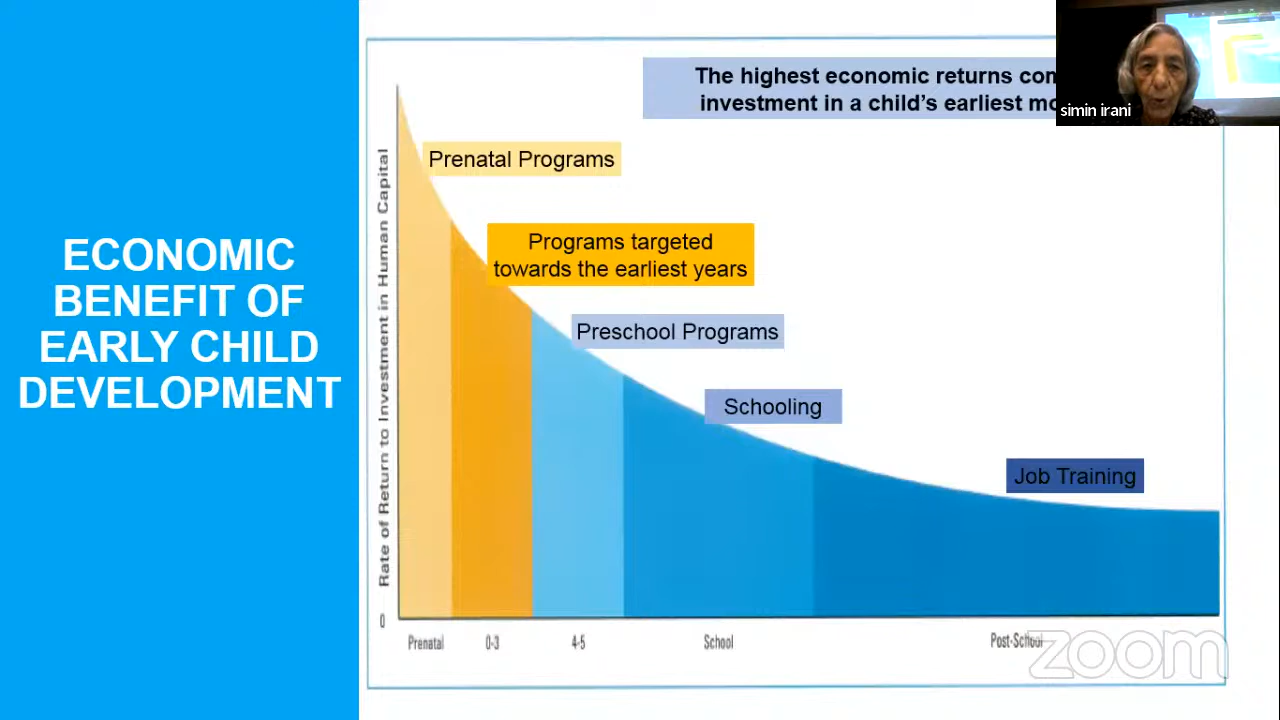 ECONOMIC
BENEFIT OF
EARLY CHILD
DEVELOPMENT
The highest economic returns
investment in a child's earliest
simin irani
Prenatal Programs
Programs targeted
towards the earliest years
Preschool Programs
Schooling
Job Training
Rate of Return to Investment in Human Capital
0
Prenatal
0-3
4-5
School
Post-School
zoom